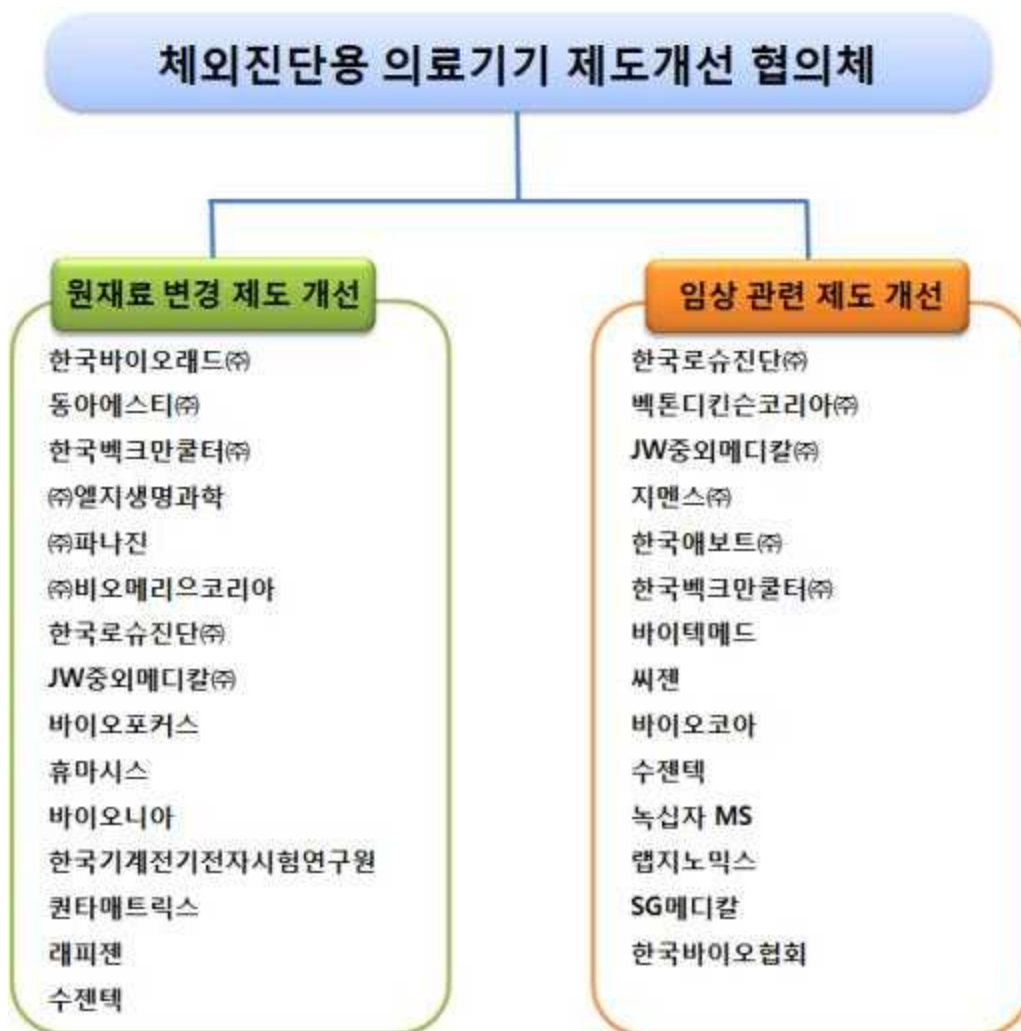 체외진단용 의료기기 제도개선 협의체
원재료 변경 제도 개선
한국바이오래드㈜
동아에스티㈜
한국벡크만쿨터㈜
㈜엘지생명과학
㈜파나진
㈜비오메리으코리아
한국로슈진단㈜
JW중외메디칼㈜
바이오포커스
휴마시스
바이오니아
한국기계전기전자시험연구원
퀀타매트릭스
래피젠
수젠텍
임상 관련 제도 개선
한국로슈진단㈜
벡톤디킨슨코리아㈜
JW중외메디칼㈜
지멘스㈜
한국애보트㈜
한국벡크만쿨터㈜
바이텍메드
씨젠
바이오코아
수젠텍
녹십자 MS
랩지노믹스
SG메디칼
한국바이오협회